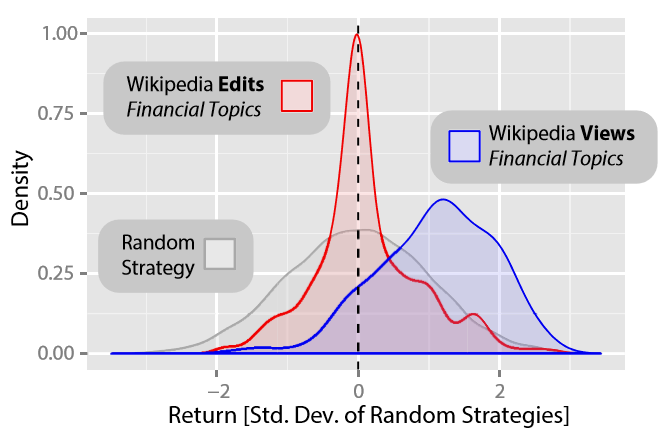 1.00
Wikipedia Edits
Financial Topics
0.75
Wikipedia Views
Financial Topics
Density
0.50
Random
Strategy
0.25
0.00
−2
0
2
Return [Std. Dev. of Random Strategies]